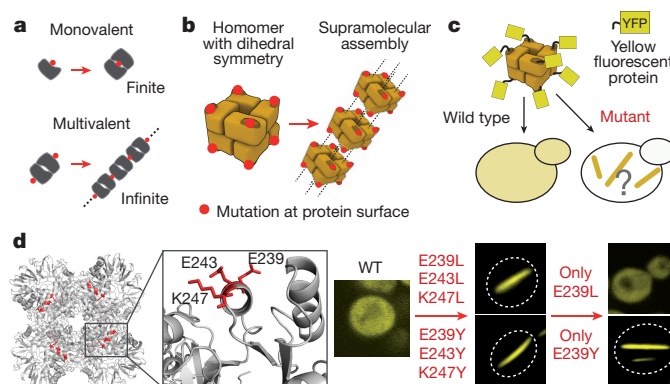 a
Monovalent
Finite
Multivalent
Infinite
b
Homomer
with dihedral
symmetry
Supramolecular
assembly
Mutation at protein surface
c
YFP
Yellow
fluorescent
protein
Wild type
Mutant
?
d
E243
E239
K247
WT
E239L
E243L
K247L
E239Y
E243Y
K247Y
Only
E239L
Only
E239Y